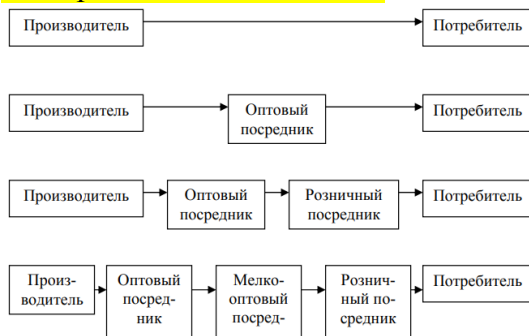 Производитель Потребитель
Производитель Оптовый посредник Потребитель
Производитель Оптовый посредник Розничный посредник Потребитель
Произ-водитель Оптовый посред-ник Мелко-оптовый посред- Рознич-ный по-средник Потребитель